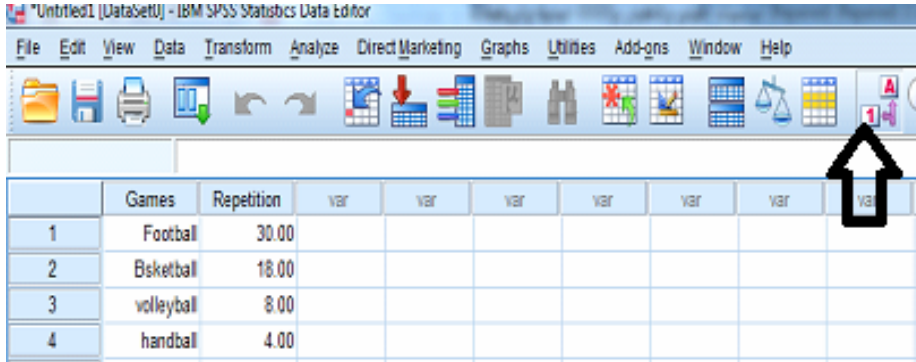 *Untitled1 [DataSet0] - IBM SPSS Statistics Data Editor
File Edit View Data Transform Analyze Direct Marketing Graphs Utilities Add-ons Window Help
A
1
Games Repetition var var var var var var var
1 Football 30.00
2 Bsketball 18.00
3 volleyball 8.00
4 handball 4.00